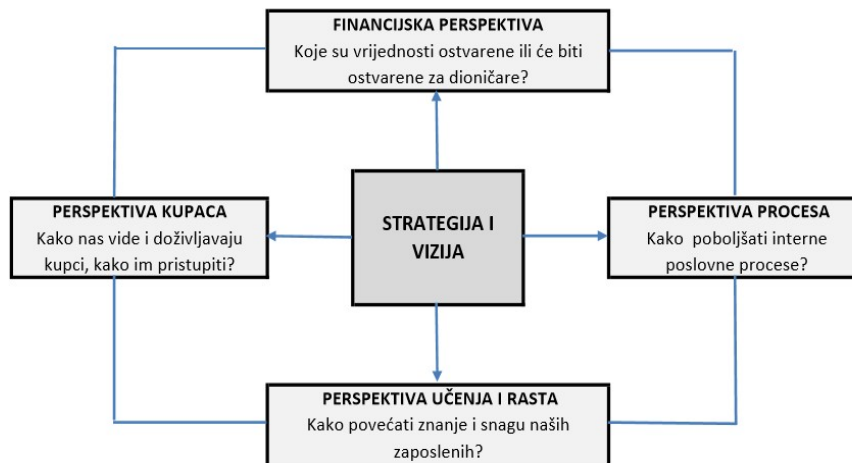 FINANCIJSKA PERSPEKTIVA
Koje su vrijednosti ostvarene ili će biti
ostvarene za dioničare?
PERSPEKTIVA KUPACA
Kako nas vide i doživljavaju
kupci, kako im pristupiti?
STRATEGIJA I
VIZIJA
PERSPEKTIVA PROCESA
Kako poboljšati interne
poslovne procese?
PERSPEKTIVA UČENJA I RASTA
Kako povećati znanje i snagu naših
zaposlenih?